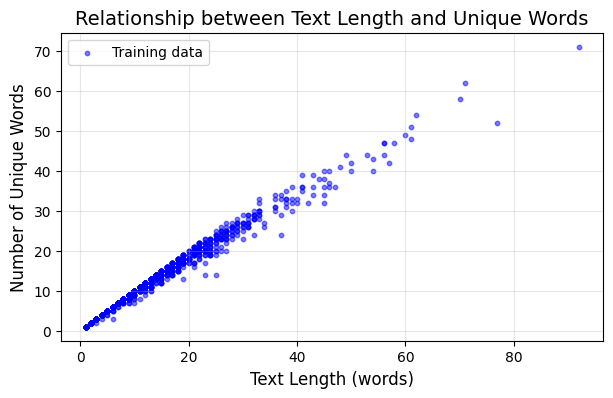 Relationship between Text Length and Unique Words
Training data
70
60
50
40
30
20
10
0
Number of Unique Words
0 20 40 60 80
Text Length (words)